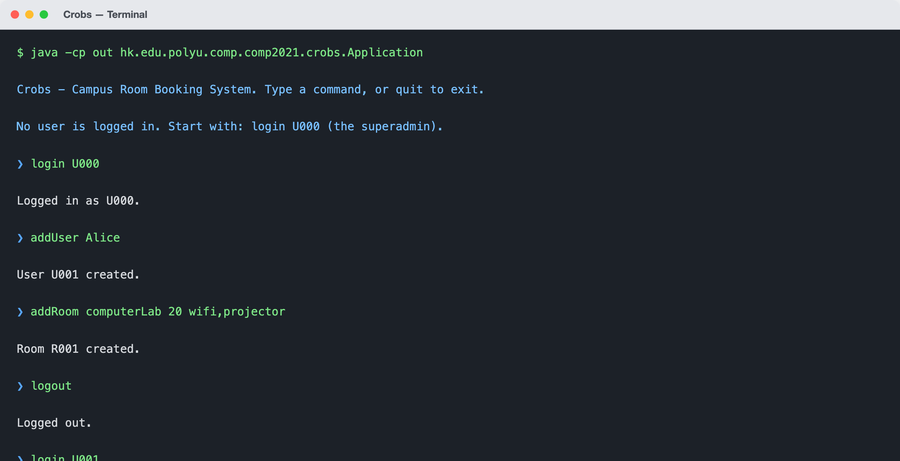 Crobs — Terminal
$ java -cp out hk.edu.polyu.comp.comp2021.crobs.Application
Crobs - Campus Room Booking System. Type a command, or quit to exit.
No user is logged in. Start with: login U000 (the superadmin).
❯ login U000
Logged in as U000.
❯ addUser Alice
User U001 created.
❯ addRoom computerLab 20 wifi,projector
Room R001 created.
❯ logout
Logged out.
❯ login U001